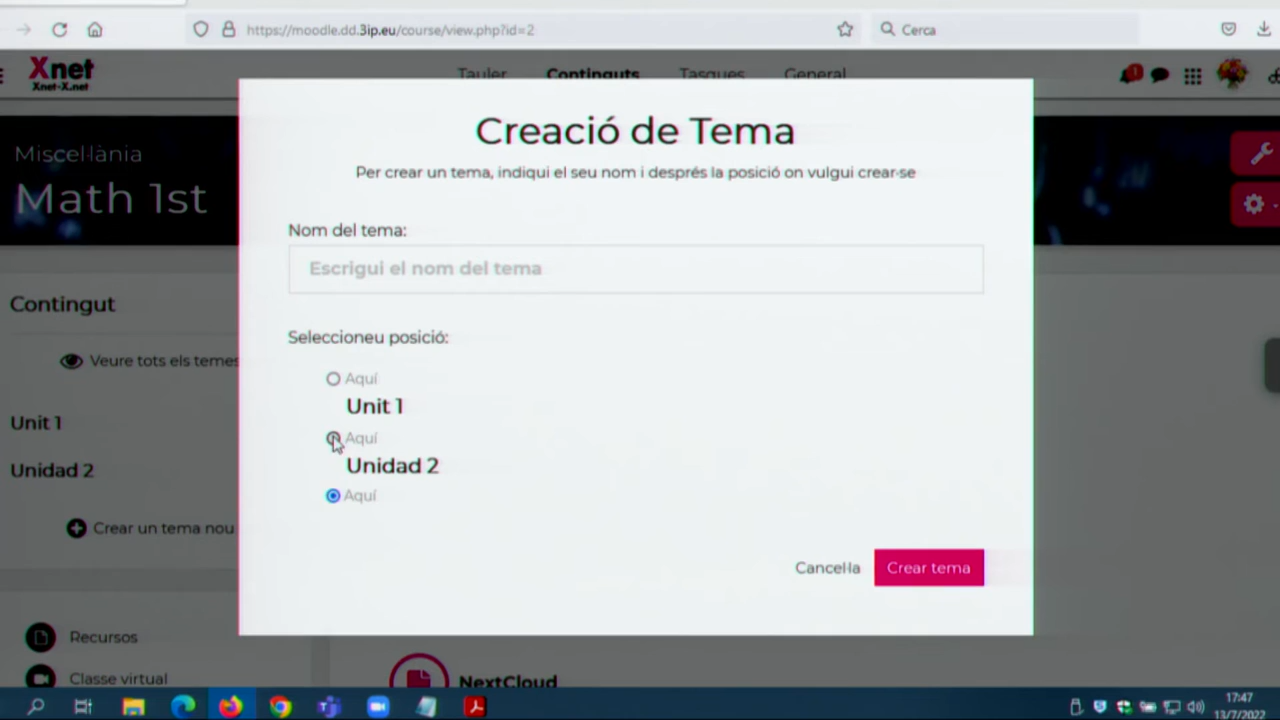 https://moodle.dd.3ip.eu/course/view.php?id=2
Cerca
Xnet
Xnet-X.net
Tauler
Continguts
Tasques
General
1
Miscel·lània
Math 1st
Creació de Tema
Per crear un tema, indiqui el seu nom i després la posició on vulgui crear-se
Nom del tema:
Escrigui el nom del tema
Seleccioneu posició:
Aquí
Unit 1
Aquí
Unidad 2
Aquí
Cancel·la
Crear tema
Contingut
Veure tots els temes
Unit 1
Unidad 2
Crear un tema nou
Recursos
Classe virtual
NextCloud
17:47
13/7/2022